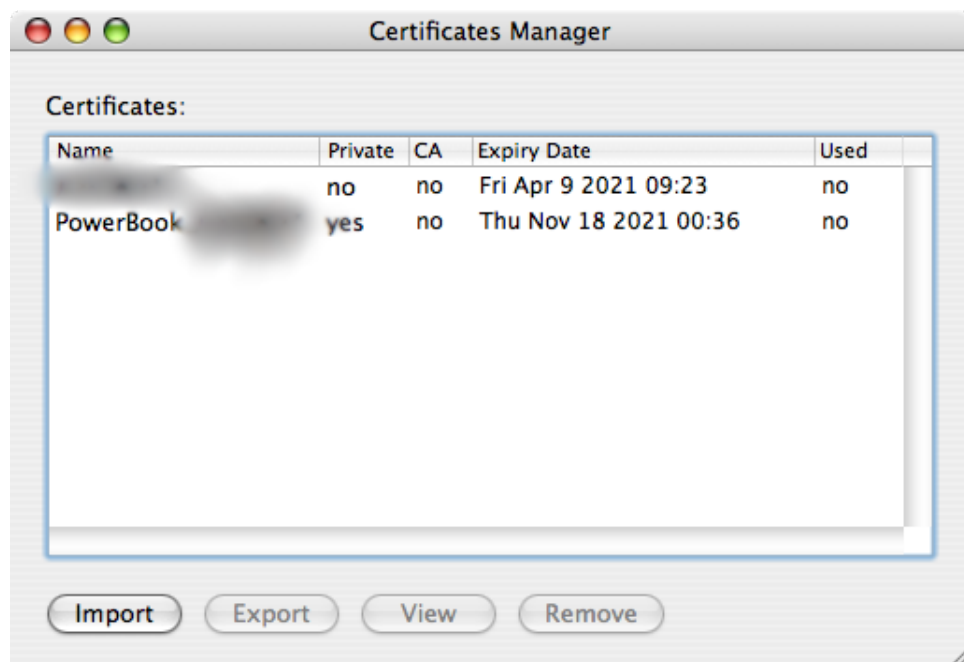 Certificates Manager
Certificates:
Name Private CA Expiry Date Used
no no Fri Apr 9 2021 09:23 no
PowerBook yes no Thu Nov 18 2021 00:36 no
Import Export View Remove